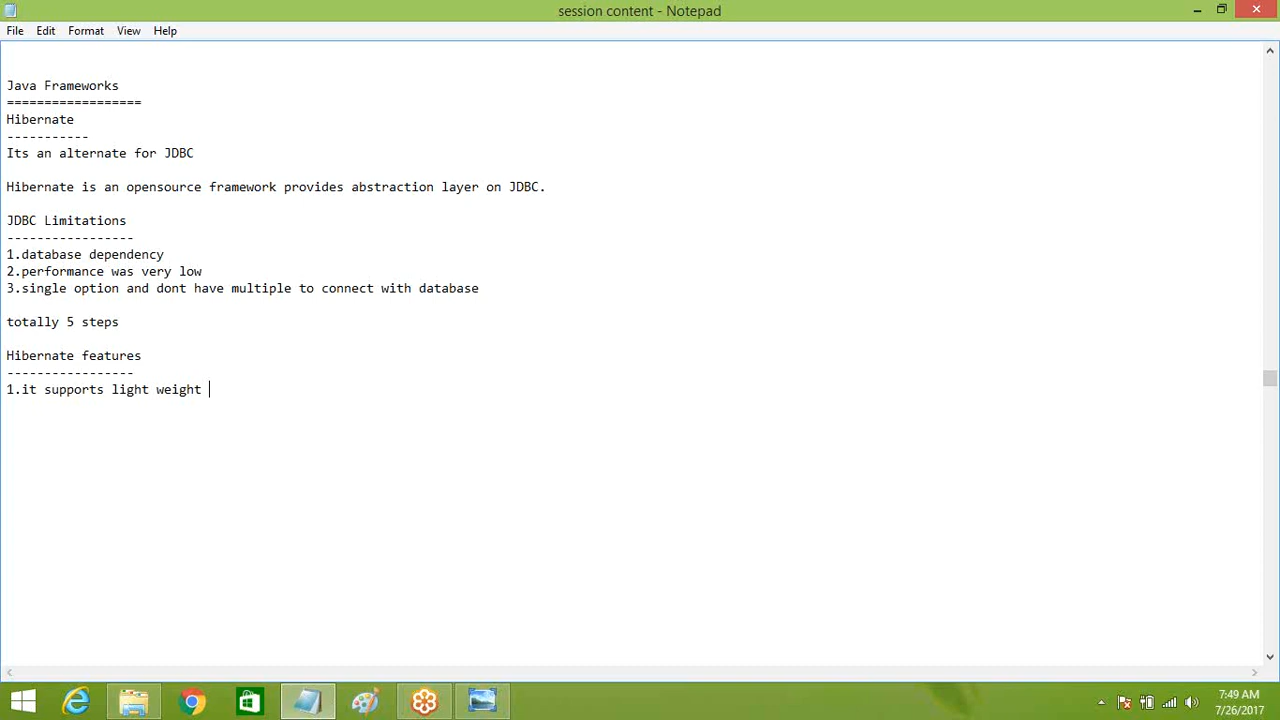 session content - Notepad
File Edit Format View Help
Java Frameworks
==================
Hibernate
-----------
Its an alternate for JDBC
Hibernate is an opensource framework provides abstraction layer on JDBC.
JDBC Limitations
-----------------
1.database dependency
2.performance was very low
3.single option and dont have multiple to connect with database
totally 5 steps
Hibernate features
-----------------
1.it supports light weight
7:49 AM
7/26/2017